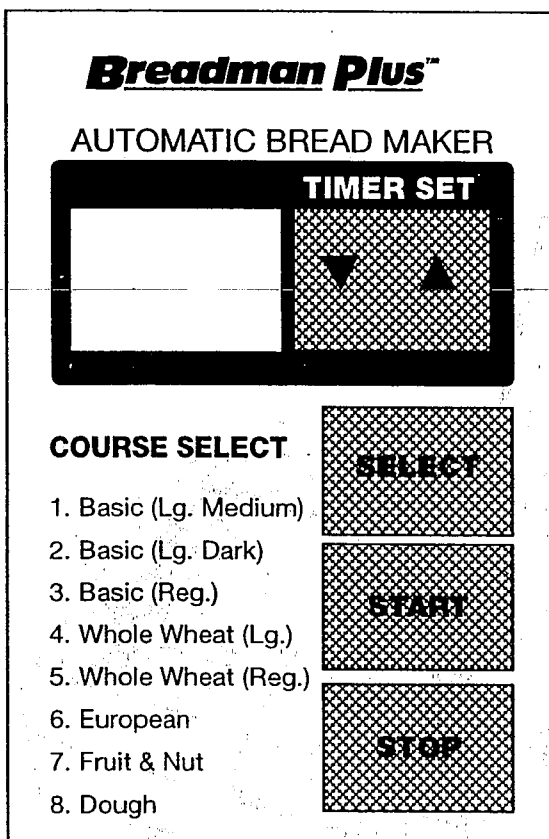 Breadman Plus™
AUTOMATIC BREAD MAKER
TIMER SET
COURSE SELECT
1. Basic (Lg. Medium)
2. Basic (Lg. Dark)
3. Basic (Reg.)
4. Whole Wheat (Lg.)
5. Whole Wheat (Reg.)
6. European
7. Fruit & Nut
8. Dough
SELECT
START
STOP